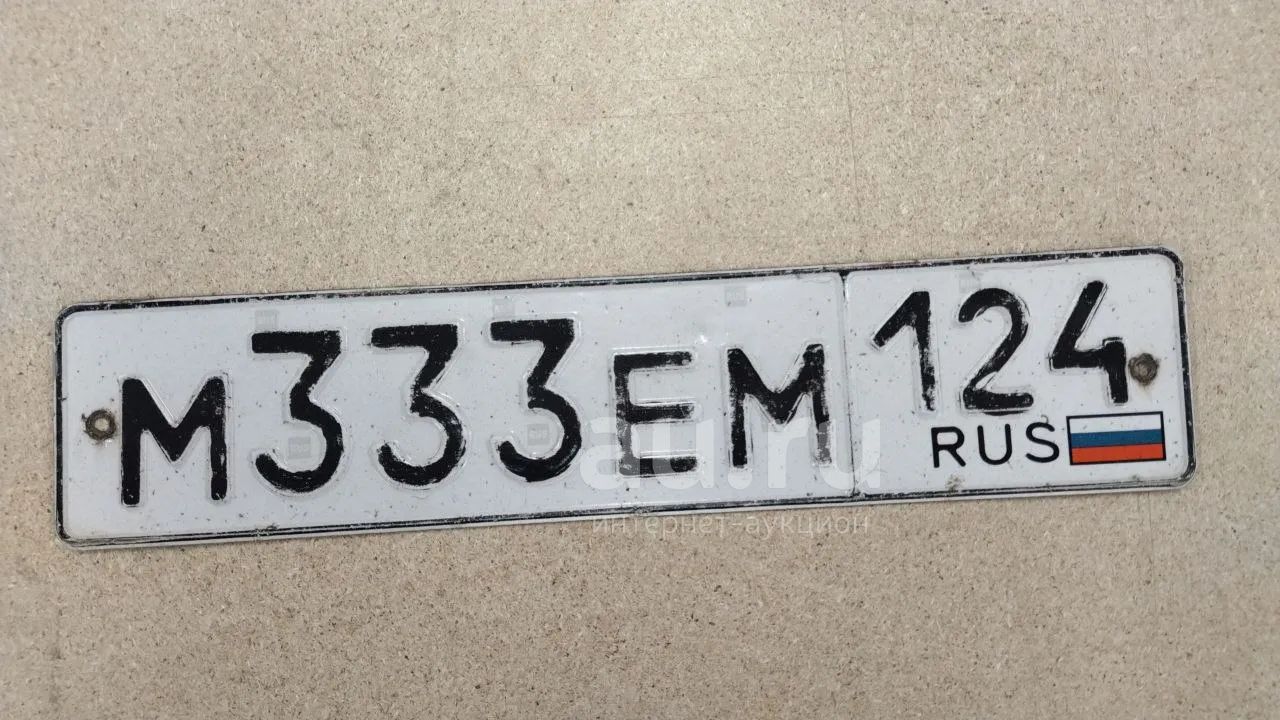 М333ЕМ 124
RUS
au.ru
интернет-аукцион